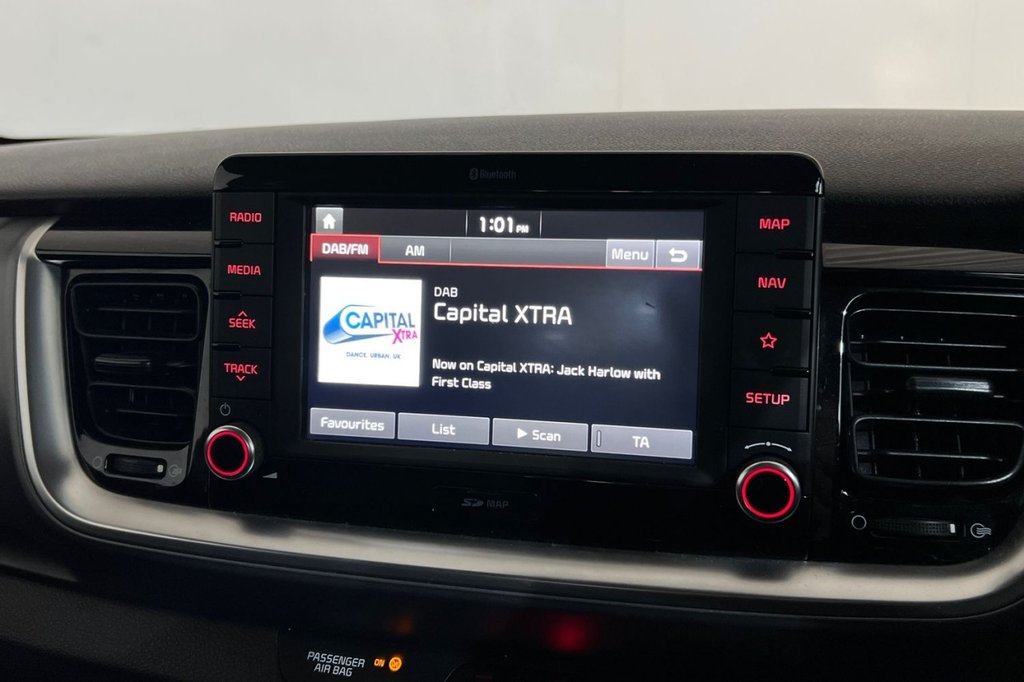 Bluetooth
RADIO
MEDIA
SEEK
TRACK
1:01 PM
DAB/FM
AM
Menu
CAPITAL
XTRA
DANCE. URBAN. UK
DAB
Capital XTRA
Now on Capital XTRA: Jack Harlow with
First Class
Favourites
List
Scan
TA
MAP
NAV
SETUP
SD MAP
PASSENGER
AIR BAG
ON